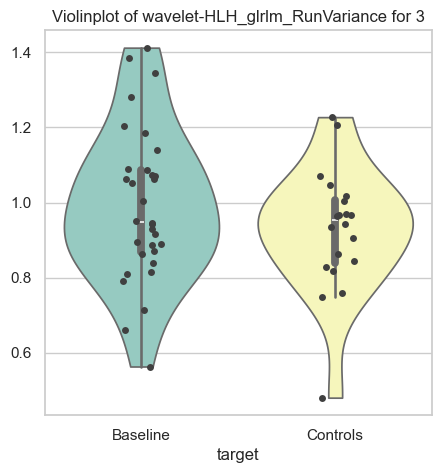 Violinplot of wavelet-HLH_glrlm_RunVariance for 3
1.4
1.2
1.0
0.8
0.6
Baseline
Controls
target